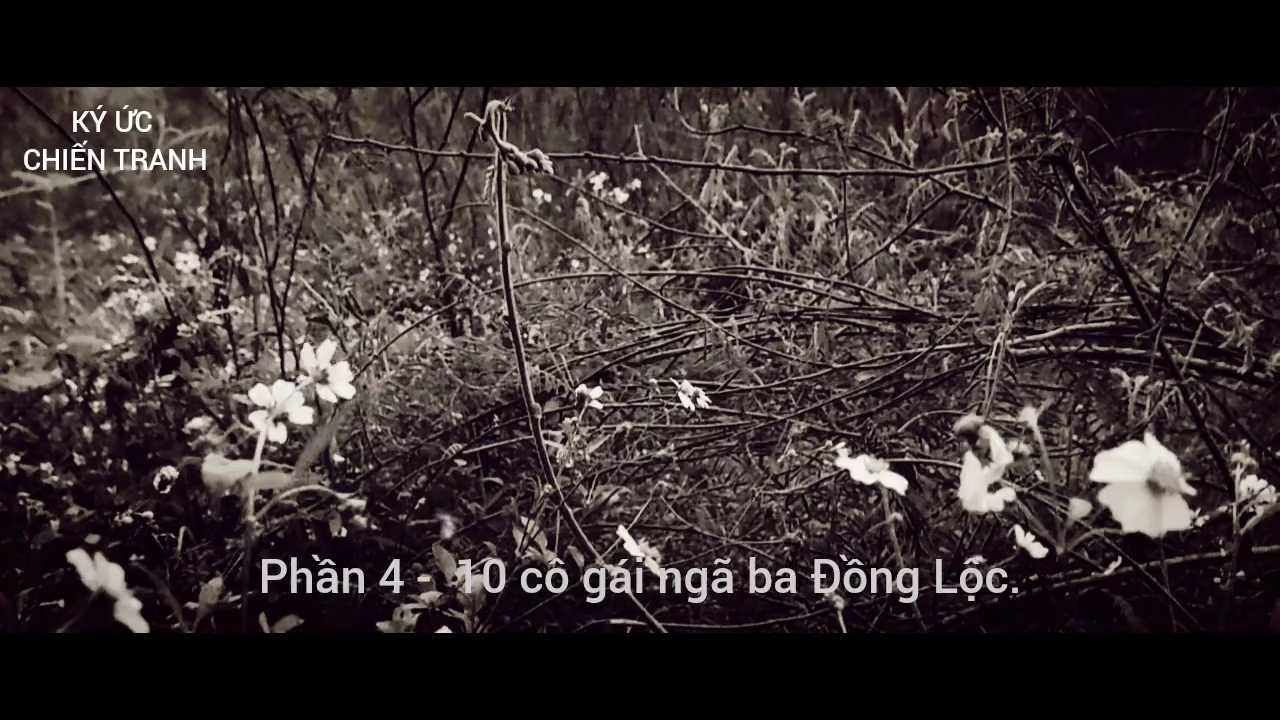 KÝ ỨC
CHIẾN TRANH
Phần 4 - 10 cô gái ngã ba Đồng Lộc.